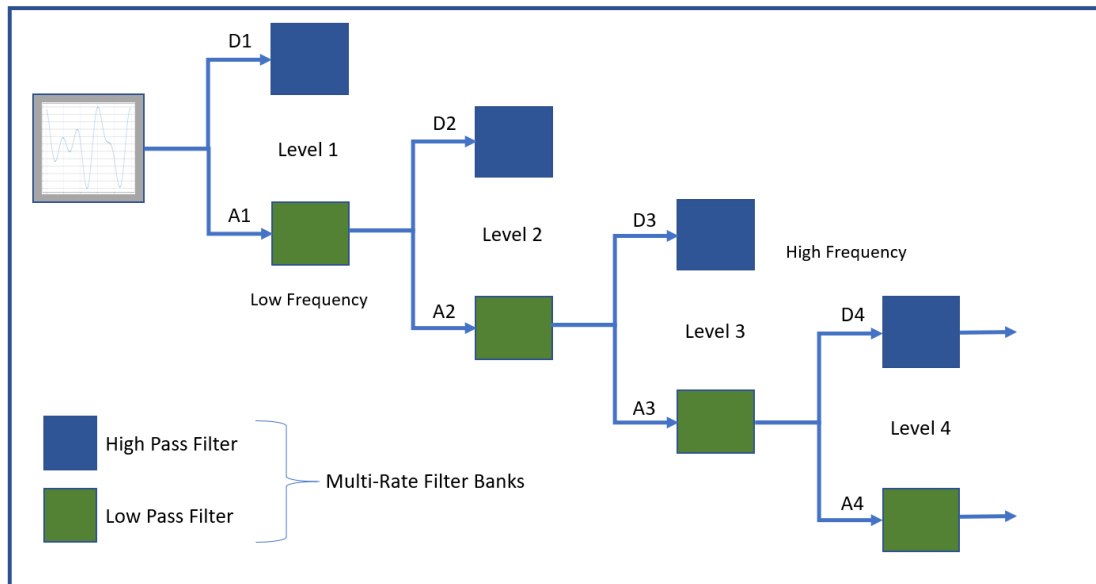 D1
Level 1
A1
Low Frequency
D2
Level 2
A2
D3
High Frequency
Level 3
A3
D4
Level 4
A4
High Pass Filter
Low Pass Filter
Multi-Rate Filter Banks